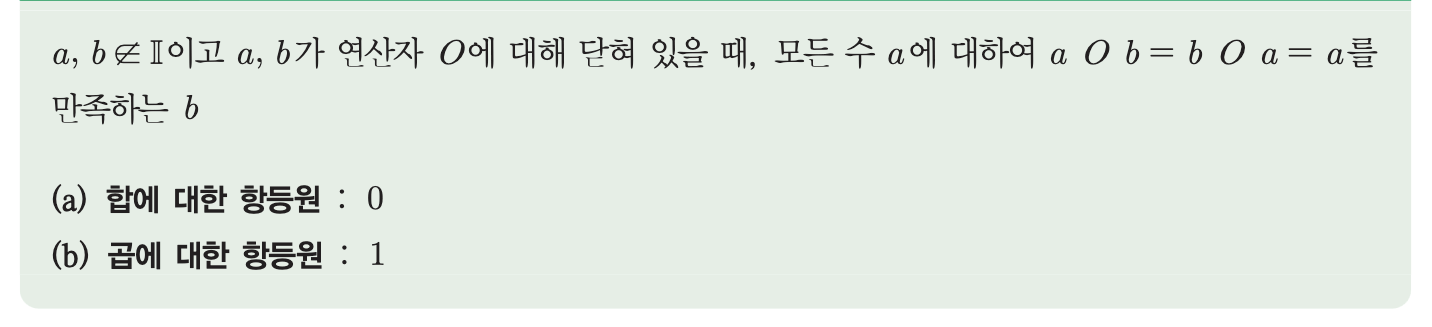 a, b ∉ 𝕀이고 a, b가 연산자 O에 대해 닫혀 있을 때, 모든 수 a에 대하여 a O b = b O a = a를
만족하는 b
(a) 합에 대한 항등원 : 0
(b) 곱에 대한 항등원 : 1